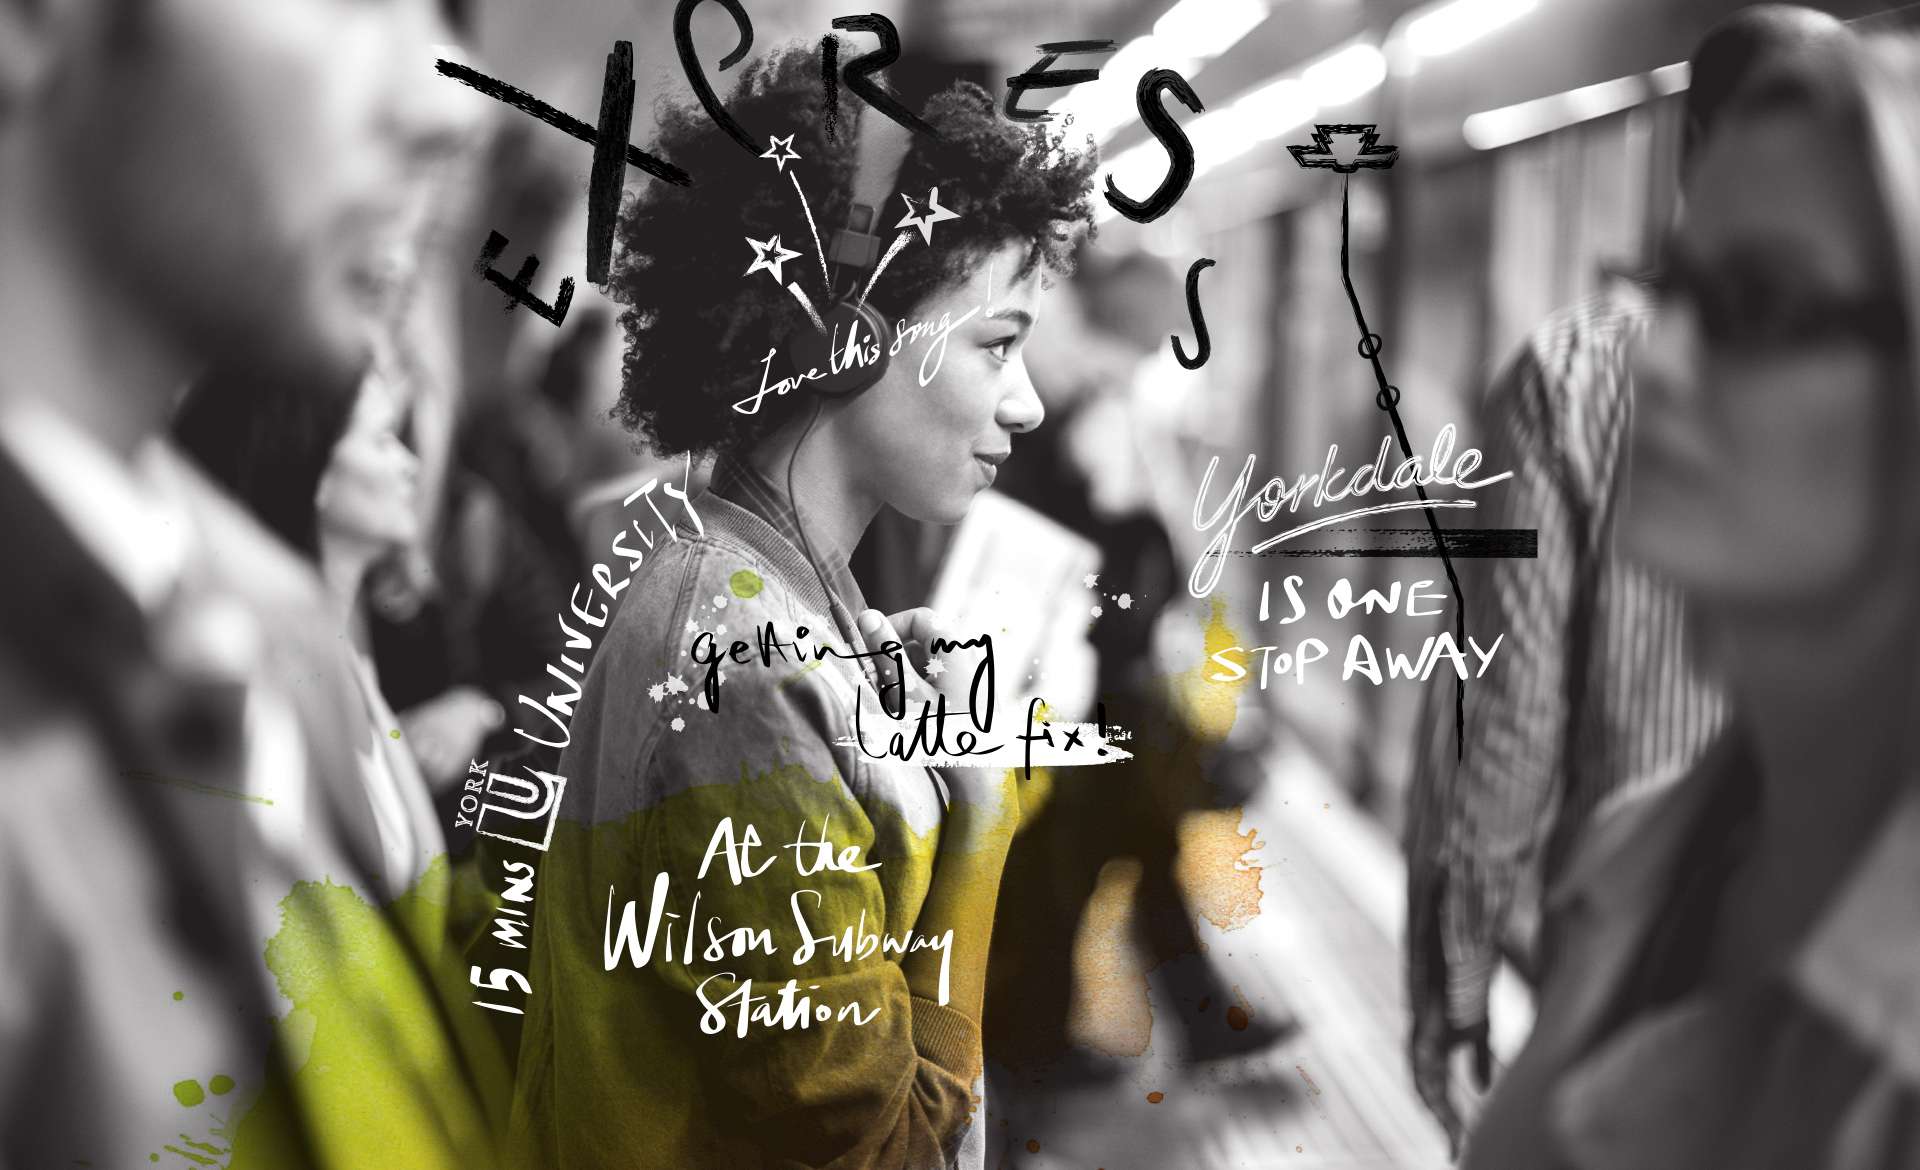 EXPRESS
Love this song!
Yorkdale
IS ONE
STOP AWAY
getting my
latte fix!
15 MINS YORK U UNIVERSITY
At the
Wilson Subway
Station